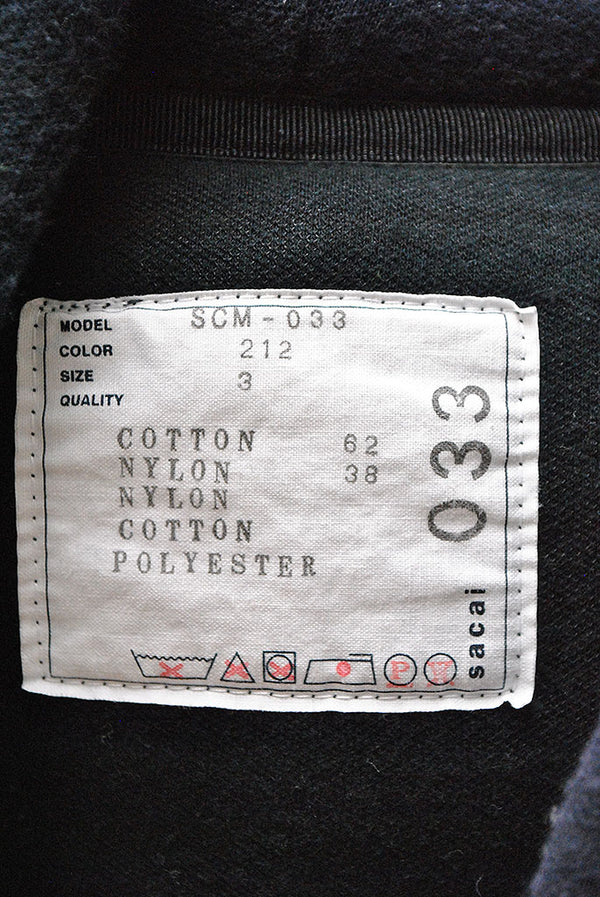 MODEL SCM-033
COLOR 212
SIZE 3
QUALITY
COTTON 62
NYLON 38
NYLON
COTTON
POLYESTER
P
sacai 033